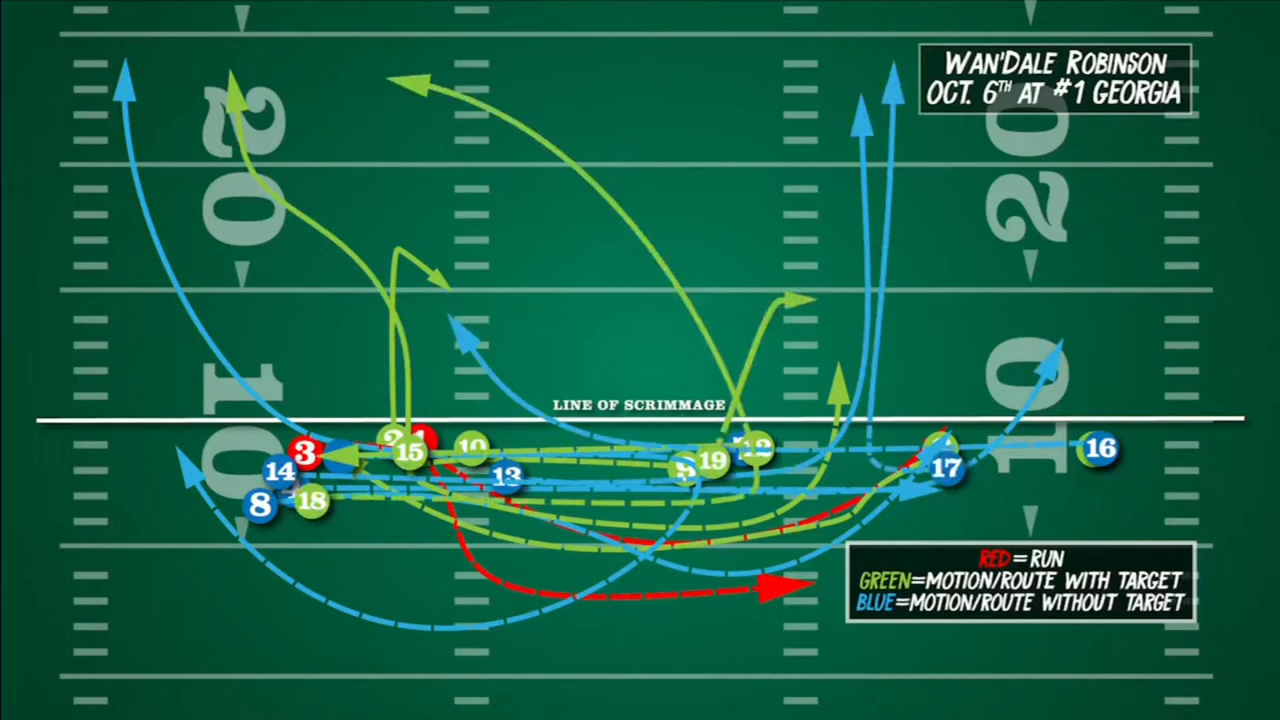 WAN'DALE ROBINSON
OCT. 6TH AT #1 GEORGIA
20
20
10
10
LINE OF SCRIMMAGE
3
15
10
12
16
14
13
9
19
17
8
18
RED=RUN
GREEN=MOTION/ROUTE WITH TARGET
BLUE=MOTION/ROUTE WITHOUT TARGET